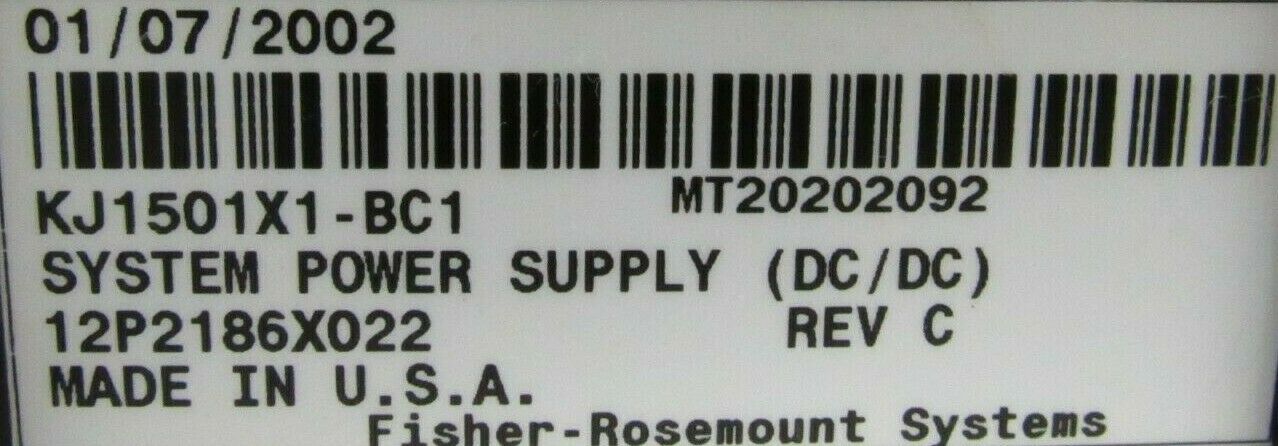 01/07/2002
KJ1501X1-BC1 MT20202092
SYSTEM POWER SUPPLY (DC/DC)
12P2186X022 REV C
MADE IN U.S.A.
Fisher-Rosemount Systems